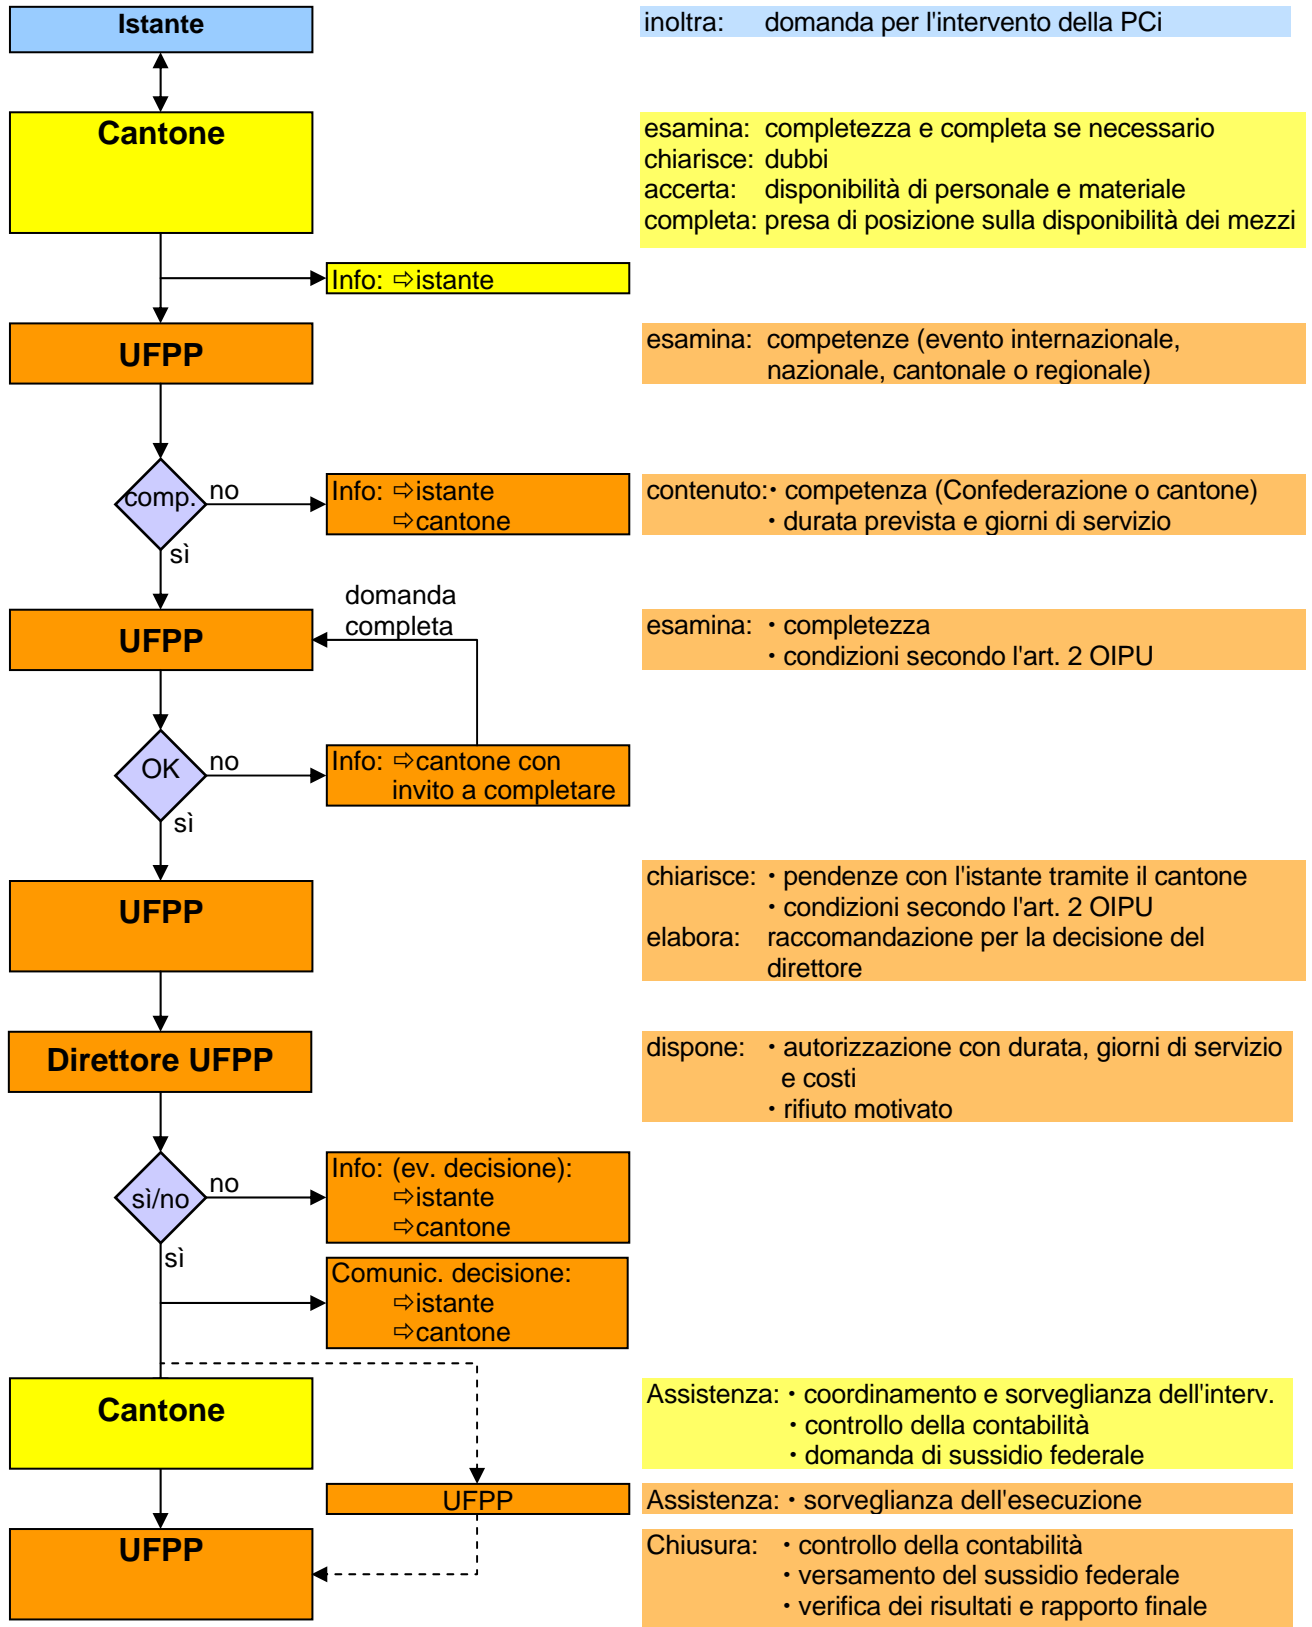 Istante
inoltra: domanda per l'intervento della PCi
Cantone
esamina: completezza e completa se necessario
chiarisce: dubbi
accerta: disponibilità di personale e materiale
completa: presa di posizione sulla disponibilità dei mezzi
Info: ⇨istante
UFPP
esamina: competenze (evento internazionale,
nazionale, cantonale o regionale)
comp.
no
sì
Info: ⇨istante
⇨cantone
contenuto:• competenza (Confederazione o cantone)
• durata prevista e giorni di servizio
domanda
completa
UFPP
esamina: • completezza
• condizioni secondo l'art. 2 OIPU
OK
no
sì
Info: ⇨cantone con
invito a completare
UFPP
chiarisce: • pendenze con l'istante tramite il cantone
• condizioni secondo l'art. 2 OIPU
elabora: raccomandazione per la decisione del
direttore
Direttore UFPP
dispone: • autorizzazione con durata, giorni di servizio
e costi
• rifiuto motivato
sì/no
no
sì
Info: (ev. decisione):
⇨istante
⇨cantone
Comunic. decisione:
⇨istante
⇨cantone
Cantone
Assistenza: • coordinamento e sorveglianza dell'interv.
• controllo della contabilità
• domanda di sussidio federale
UFPP
Assistenza: • sorveglianza dell'esecuzione
UFPP
Chiusura: • controllo della contabilità
• versamento del sussidio federale
• verifica dei risultati e rapporto finale